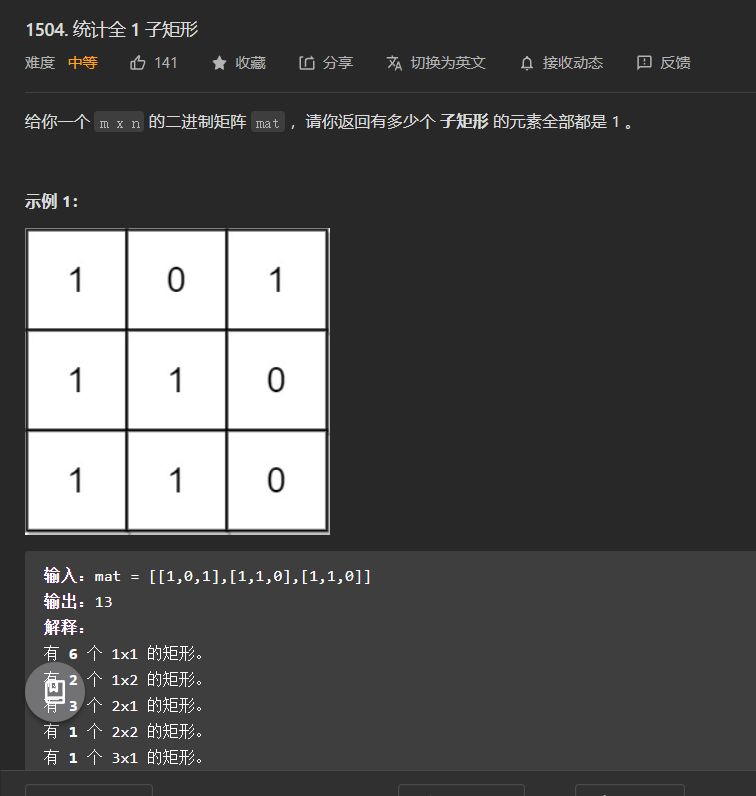 1504. 统计全 1 子矩形
难度 中等 141 收藏 分享 切换为英文 接收动态 反馈
给你一个 m x n 的二进制矩阵 mat ，请你返回有多少个 子矩形 的元素全部都是 1 。
示例 1：
1 0 1
1 1 0
1 1 0
输入：mat = [[1,0,1],[1,1,0],[1,1,0]]
输出：13
解释：
有 6 个 1x1 的矩形。
有 2 个 1x2 的矩形。
有 3 个 2x1 的矩形。
有 1 个 2x2 的矩形。
有 1 个 3x1 的矩形。